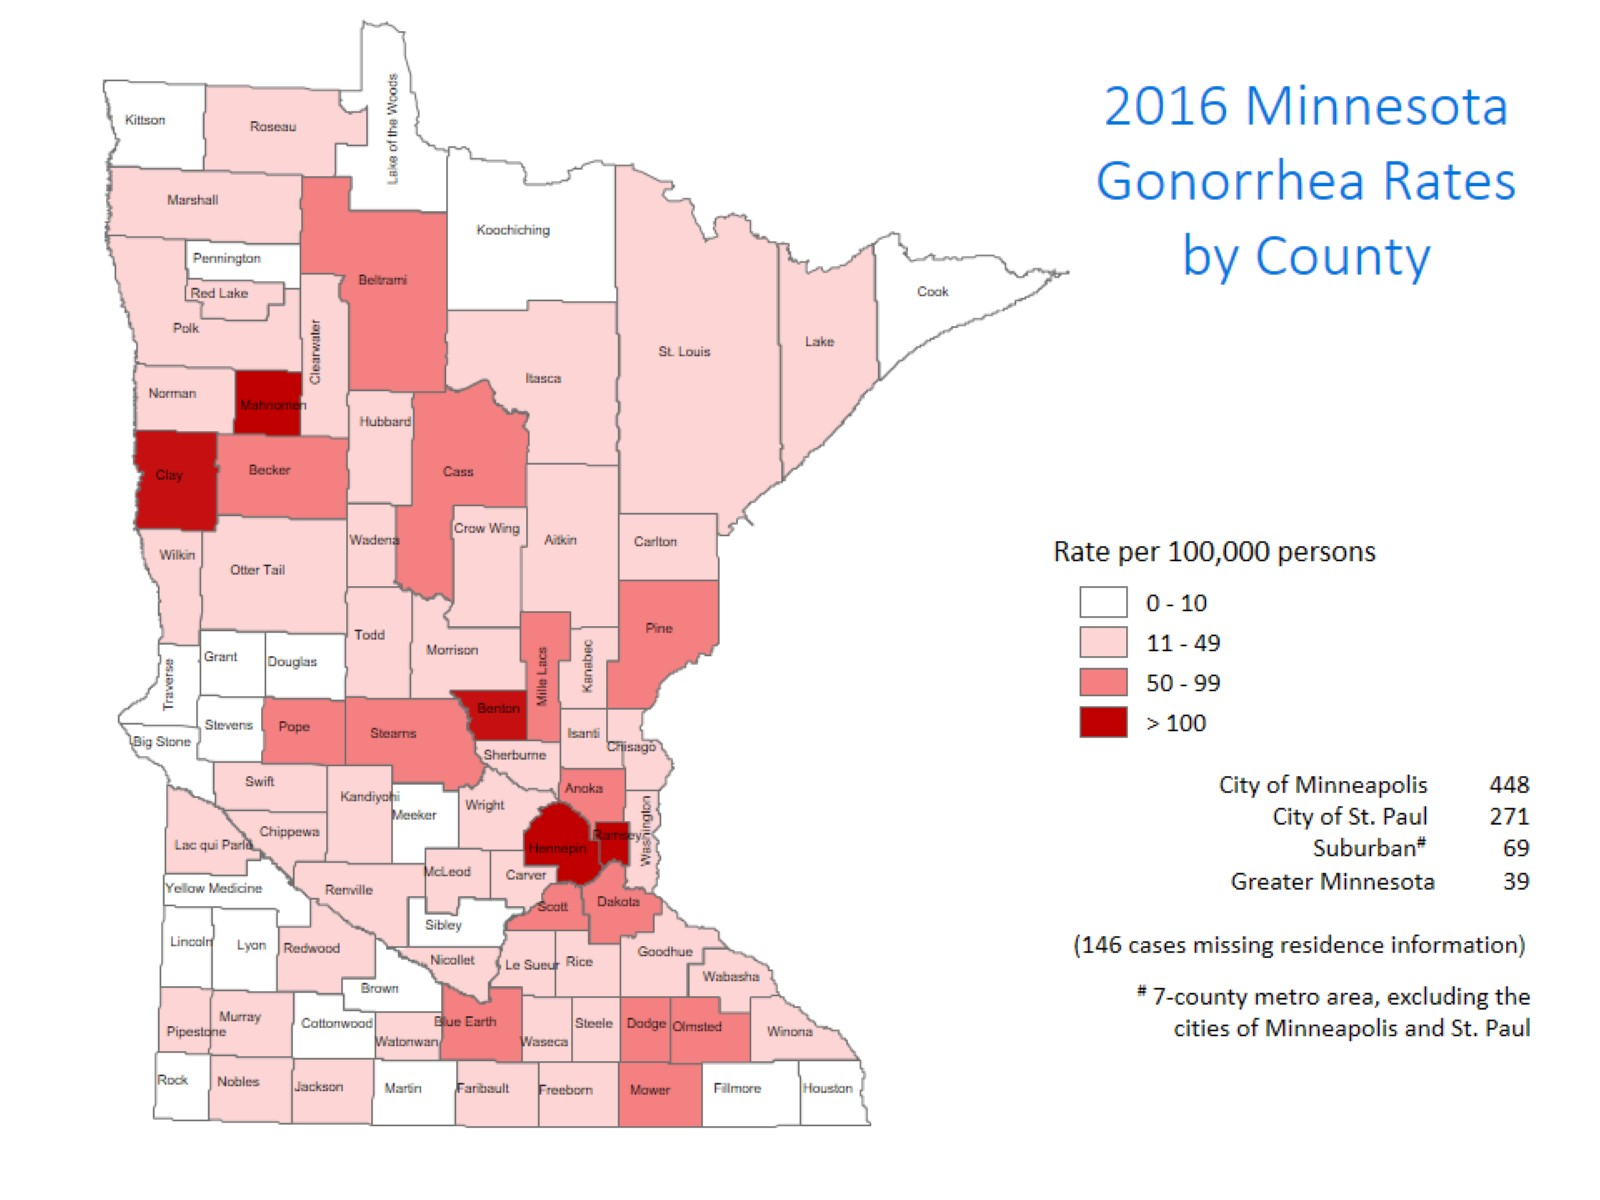 2016 Minnesota
Gonorrhea Rates
by County
Kittson
Roseau
Lake of the Woods
Marshall
Koochiching
Pennington
Beltrami
Red Lake
Cook
Polk
Clearwater
St. Louis
Lake
Itasca
Norman
Mahnomen
Hubbard
Clay
Becker
Cass
Crow Wing
Wadena
Aitkin
Carlton
Wilkin
Otter Tail
Pine
Todd
Morrison
Grant
Douglas
Mille Lacs
Kanabec
Traverse
Benton
Stevens
Pope
Stearns
Isanti
Big Stone
Chisago
Sherburne
Swift
Anoka
Kandiyohi
Wright
Meeker
Chippewa
Ramsey
Washington
Lac qui Parle
Hennepin
McLeod
Carver
Yellow Medicine
Renville
Scott
Dakota
Sibley
Lincoln
Lyon
Redwood
Nicollet
Le Sueur
Rice
Goodhue
Wabasha
Brown
Pipestone
Murray
Cottonwood
Watonwan
Blue Earth
Waseca
Steele
Dodge
Olmsted
Winona
Rock
Nobles
Jackson
Martin
Faribault
Freeborn
Mower
Fillmore
Houston
Rate per 100,000 persons
0 - 10
11 - 49
50 - 99
> 100
City of Minneapolis 448
City of St. Paul 271
Suburban# 69
Greater Minnesota 39
(146 cases missing residence information)
# 7-county metro area, excluding the
cities of Minneapolis and St. Paul